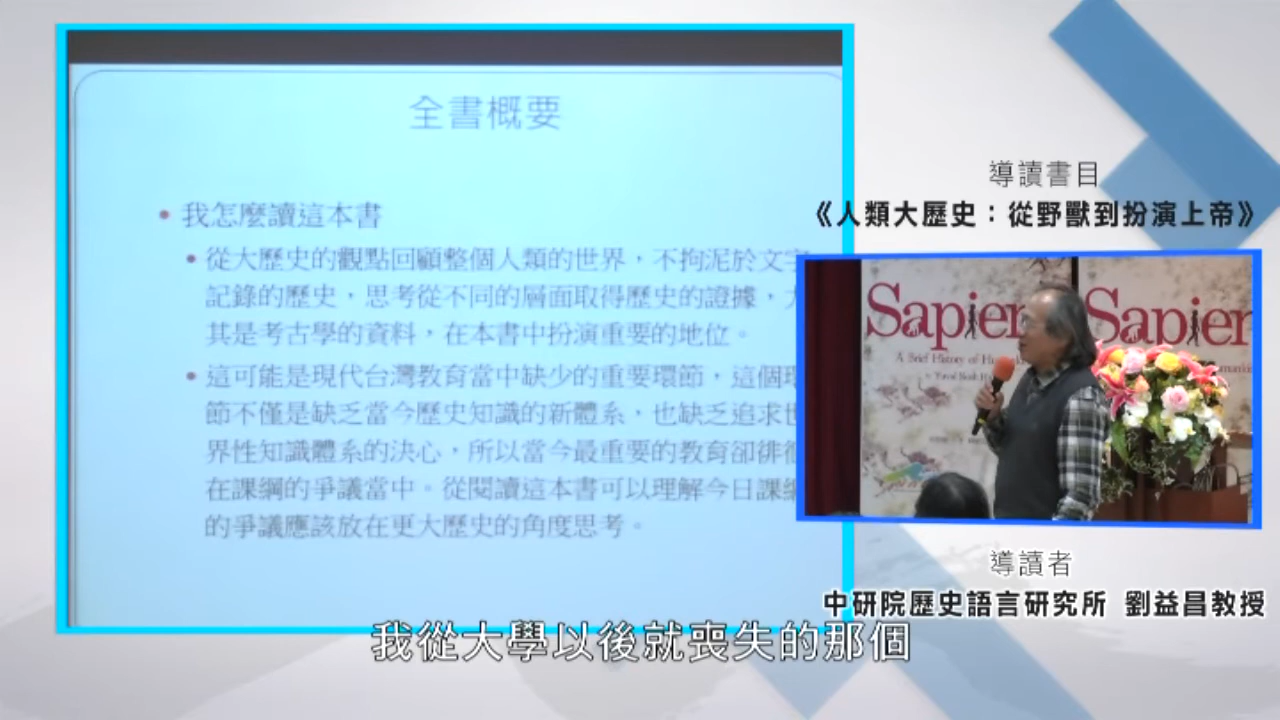 全書概要
我怎麼讀這本書
從大歷史的觀點回顧整個人類的世界，不拘泥於文字
記錄的歷史，思考從不同的層面取得歷史的證據，尤
其是考古學的資料，在本書中扮演重要的地位。
這可能是現代台灣教育當中缺少的重要環節，這個環
節不僅是缺乏當今歷史知識的新體系，也缺乏追求世
界性知識體系的決心，所以當今最重要的教育卻徘徊
在課綱的爭議當中。從閱讀這本書可以理解今日課綱
的爭議應該放在更大歷史的角度思考。
導讀書目
《人類大歷史：從野獸到扮演上帝》
Sapien
Sapien
A Brief History of Hu
導讀者
中研院歷史語言研究所 劉益昌教授
我從大學以後就喪失的那個